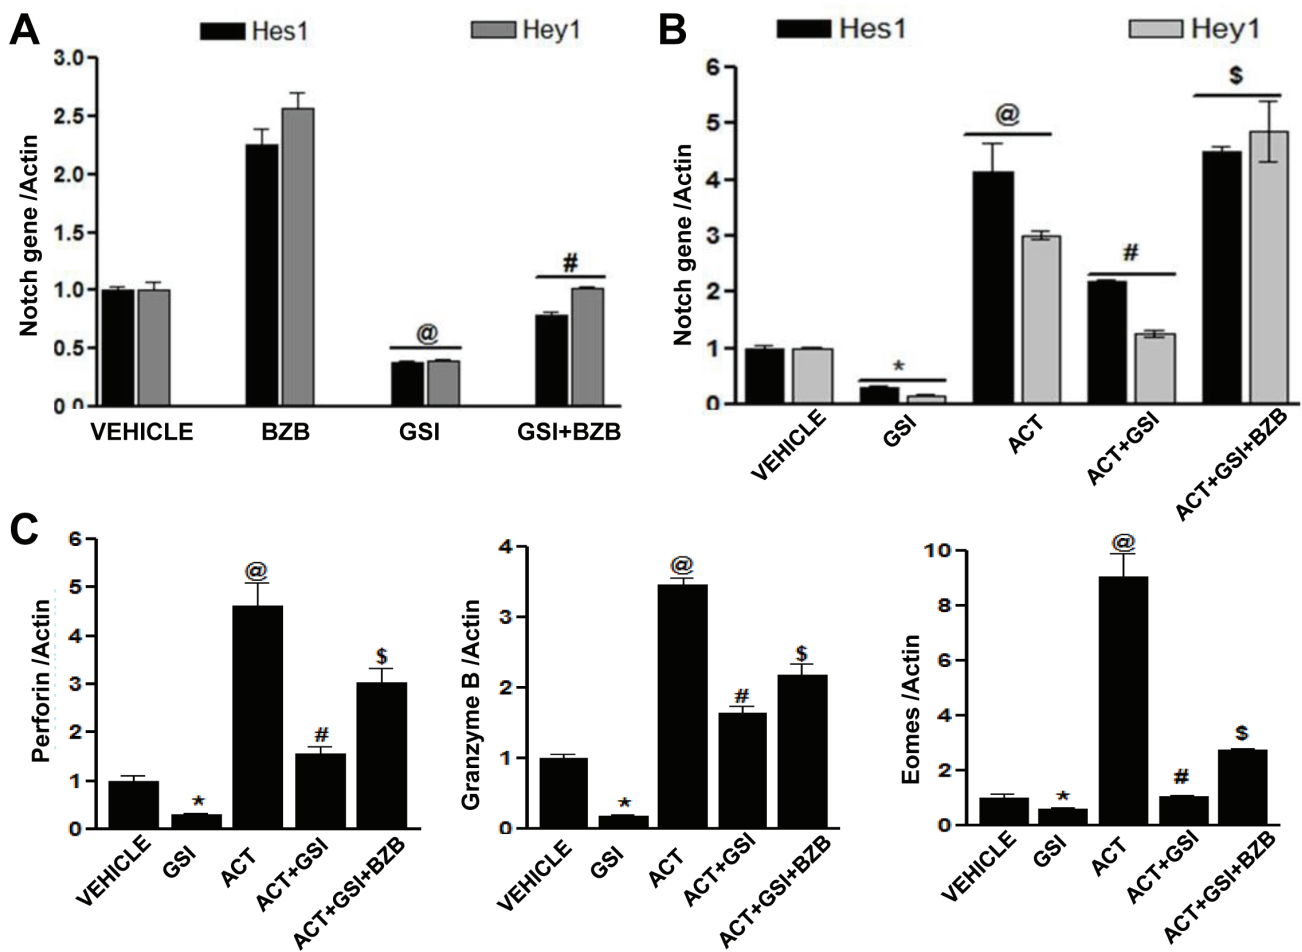 A
Hes1
Hey1
Notch gene /Actin
3.0
2.5
2.0
1.5
1.0
0.5
0.0
@
#
VEHICLE
BZB
GSI
GSI+BZB
B
Hes1
Hey1
Notch gene /Actin
6
5
4
3
2
1
0
*
@
#
$
VEHICLE
GSI
ACT
ACT+GSI
ACT+GSI+BZB
C
Perforin /Actin
6
5
4
3
2
1
0
*
@
#
$
VEHICLE
GSI
ACT
ACT+GSI
ACT+GSI+BZB
Granzyme B /Actin
4
3
2
1
0
*
@
#
$
VEHICLE
GSI
ACT
ACT+GSI
ACT+GSI+BZB
Eomes /Actin
10
8
6
4
2
0
*
@
#
$
VEHICLE
GSI
ACT
ACT+GSI
ACT+GSI+BZB